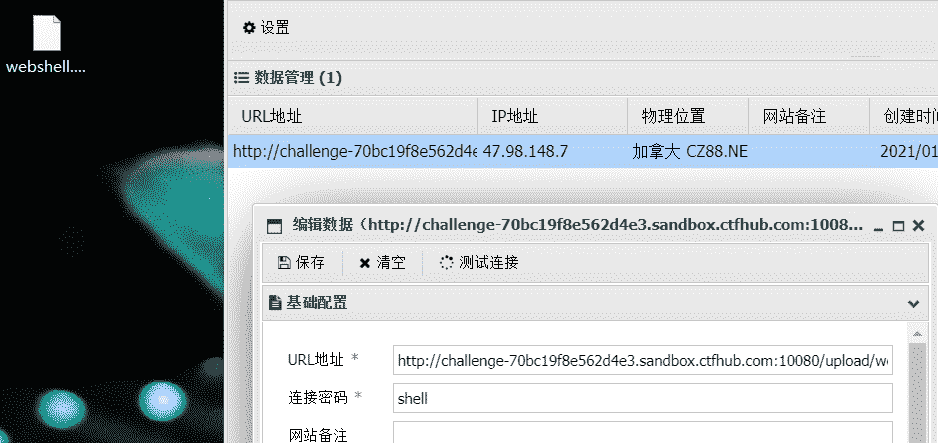 webshell....
设置
数据管理 (1)
URL地址 IP地址 物理位置 网站备注 创建时间
http://challenge-70bc19f8e562d4e 47.98.148.7 加拿大 CZ88.NE 2021/01
编辑数据（http://challenge-70bc19f8e562d4e3.sandbox.ctfhub.com:1008...
保存 清空 测试连接
基础配置
URL地址 * http://challenge-70bc19f8e562d4e3.sandbox.ctfhub.com:10080/upload/we
连接密码 * shell
网站备注